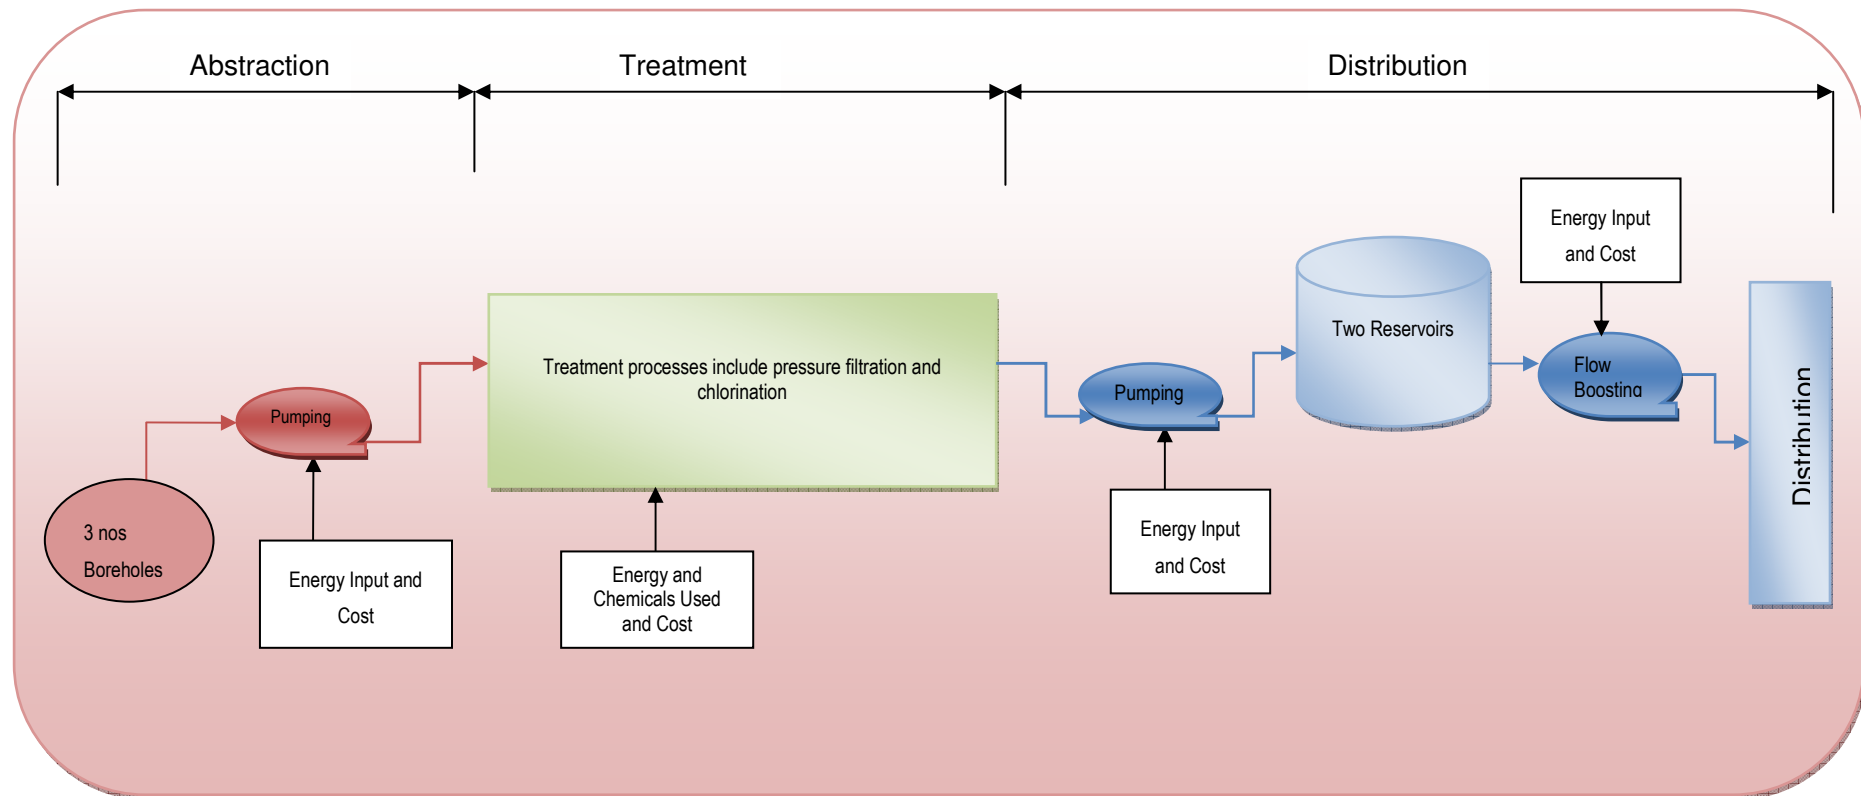 Abstraction
Treatment
Distribution
Energy Input
and Cost
Two Reservoirs
Treatment processes include pressure filtration and
chlorination
Flow
Boosting
Pumping
Pumping
Distribution
3 nos
Boreholes
Energy Input and
Cost
Energy and
Chemicals Used
and Cost
Energy Input
and Cost